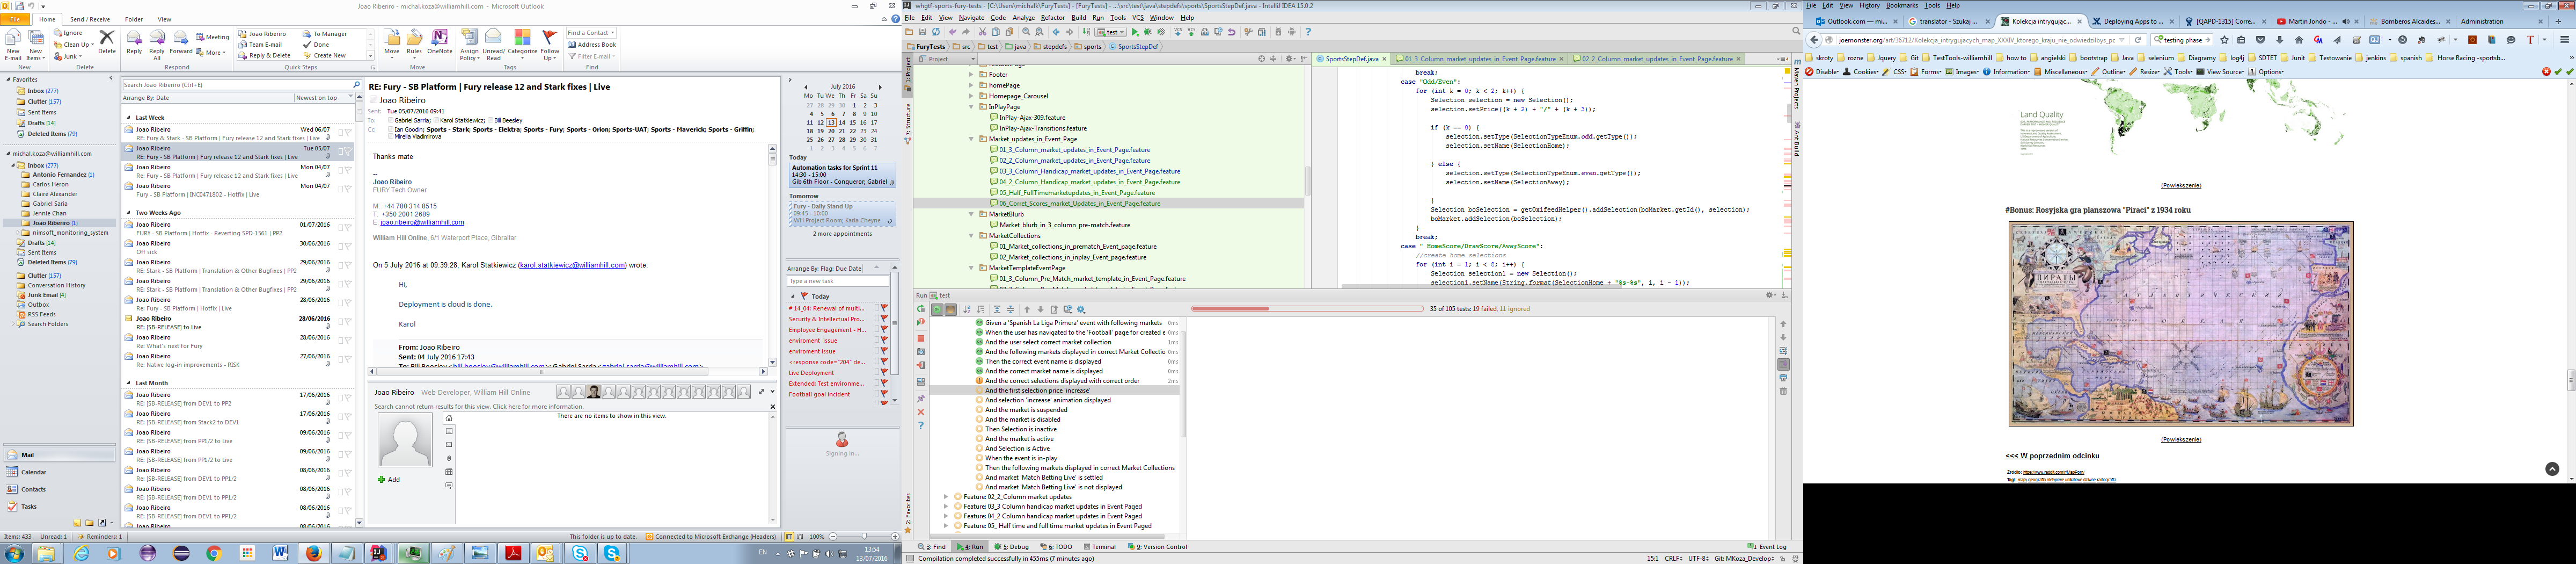 Joao Ribeiro - michal.koza@williamhill.com - Microsoft Outlook
File Home Send / Receive Calendar Folder View
New E-mail
New Items
Ignore
Clean Up
Junk
Delete
Reply
Reply All
Forward
Meeting
More
Joao Ribeiro
Team E-mail
Reply & Delete
To Manager
Done
Create New
Move
Rules
OneNote
Assign Policy
Unread/ Read
Categorize
Follow Up
Find a Contact
Address Book
Filter E-mail
New
Delete
Respond
Quick Steps
Move
Tags
Find
Favorites
Inbox (277)
Clutter (157)
Sent Items
Drafts [14]
Deleted Items (79)
michal.koza@williamhill.com
Inbox (277)
Antonio Fernandez (1)
Carlos Heron
Claire Alexander
Gabriel Saria
Jennie Chan
Joao Riberiro (1)
nimsoft_monitoring_system
Drafts [14]
Sent Items
Deleted Items (79)
Clutter (157)
Conversation History
Junk Email [4]
Outbox
RSS Feeds
Search Folders
Mail
Calendar
Contacts
Tasks
Search Joao Riberiro (Ctrl+E)
Arrange By: Date Newest on top
Last Week
Joao Ribeiro Wed 06/07
RE: Fury & Stark - SB Platform | Fury release 12 and Stark fixes | Live
Joao Ribeiro Tue 05/07
RE: Fury - SB Platform | Fury release 12 and Stark fixes | Live
Joao Ribeiro Mon 04/07
RE: Fury - SB Platform | Fury release 12 and Stark fixes | Live
Joao Ribeiro Mon 04/07
Fury - SB Platform | INC0471802 - Hotfix | Live
Two Weeks Ago
Joao Ribeiro 01/07/2016
FURY - SB Platform | Hotfix - Reverting SPD-1561 | PP2
Joao Ribeiro 30/06/2016
Off sick
Joao Ribeiro 29/06/2016
RE: Stark - SB Platform | Translation & Other Bugfixes | PP2
Joao Ribeiro 29/06/2016
RE: Stark - SB Platform | Translation & Other Bugfixes | PP2
Joao Ribeiro 28/06/2016
RE: Fury - SB Platform | Hotfix | Live
Joao Ribeiro 28/06/2016
RE: [SB-RELEASE] to Live
Joao Ribeiro 28/06/2016
Re: What's next for Fury
Joao Ribeiro 27/06/2016
RE: Native log-in improvements - RISK
Last Month
Joao Ribeiro 17/06/2016
RE: [SB-RELEASE] from DEV1 to PP2
Joao Ribeiro 17/06/2016
RE: [SB-RELEASE] from Stack2 to DEV1
Joao Ribeiro 09/06/2016
RE: [SB-RELEASE] from PP1/2 to Live
Joao Ribeiro 09/06/2016
RE: [SB-RELEASE] from PP1/2 to Live
Joao Ribeiro 08/06/2016
RE: [SB-RELEASE] from DEV1 to PP1/2
Joao Ribeiro 08/06/2016
RE: [SB-RELEASE] from DEV1 to PP1/2
Joao Ribeiro 08/06/2016
RE: [SB-RELEASE] from DEV1 to PP1/2
Joao Ribeiro 08/06/2016
RE: Fury - SB Platform | Fury release 12 and Stark fixes | Live
Joao Ribeiro
Sent: Tue 05/07/2016 09:41
To: Gabriel Sarria; Karol Statkiewicz; Bill Beesley
Cc: Ian Goodin; Sports - Stark; Sports - Elektra; Sports - Fury; Sports - Orion; Sports-UAT; Sports - Maverick; Sports - Griffin;
Mirella Vladimirova
Thanks mate
--
Joao Ribeiro
FURY Tech Owner
M: +44 780 314 8515
T: +350 2001 2689
E: joao.ribeiro@williamhill.com
William Hill Online, 6/1 Waterport Place, Gibraltar
On 5 July 2016 at 09:39:28, Karol Statkiewicz (karol.statkiewicz@williamhill.com) wrote:
Hi,
Deployment is cloud is done.
Karol
From: Joao Ribeiro
Sent: 04 July 2016 17:43
Joao Ribeiro Web Developer, William Hill Online
Search cannot return results for this view. Click here for more information.
There are no items to show in this view.
Add
July 2016
Mo Tu We Th Fr Sa Su
27 28 29 30 1 2 3
4 5 6 7 8 9 10
11 12 13 14 15 16 17
18 19 20 21 22 23 24
25 26 27 28 29 30 31
1 2 3 4 5 6 7
Today
Automation tasks for Sprint 11
14:30 - 15:00
Gib 6th Floor - Conqueror; Gabriel
Tomorrow
Fury - Daily Stand Up
09:45 - 10:00
WH Project Room; Karla Cheyne
2 more appointments
Arrange By: Flag: Due Date
Type a new task
Today
# 14_04: Renewal of multi...
Security & Intellectual Pro...
Employee Engagement - H...
enviroment issue
enviroment issue
<response code="204" de...
Live Deployment
Extended: Test environme...
Football goal incident
Signing in...
Items: 433 Unread: 1 Reminders: 1
This folder is up to date. Connected to Microsoft Exchange (Headers) 100%
EN 13:54
13/07/2016
whgtf-sports-fury-tests - [C:\Users\michalk\FuryTests] - [FuryTests] - ...\src\test\java\stepdefs\sports\SportsStepDef.java - IntelliJ IDEA 15.0.2
File Edit View Navigate Code Analyze Refactor Build Run Tools VCS Window Help
test
FuryTests src test java stepdefs sports SportsStepDef
Project
SportsStepDef.java 01_3_Column_market_updates_in_Event_Page.feature 02_2_Column_market_updates_in_Event_Page.feature
Footer
homePage
Homepage_Carousel
InPlayPage
InPlay-Ajax-309.feature
InPlay-Ajax-Transitions.feature
Market_updates_in_Event_Page
01_3_Column_market_updates_in_Event_Page.feature
02_2_Column_market_updates_in_Event_Page.feature
03_3_Column_Handicap_market_updates_in_Event_Page.feature
04_2_Column_Handicap_market_updates_in_Event_Page.feature
05_Half_FullTimemarketupdates_in_Event_Page.feature
06_Corret_Scores_market_Updates_in_Event_Page.feature
MarketBlurb
Market_blurb_in_3_column_pre-match.feature
MarketCollections
01_Market_collections_in_prematch_Event_page.feature
02_Market_collections_in_inplay_Event_page.feature
MarketTemplateEventPage
01_3_Column_Pre_Match_market_template_in_Event_Page.feature
break;
case "Odd/Even":
for (int k = 0; k < 2; k++) {
Selection selection = new Selection();
selection.setPrice((k + 2) + "/" + (k + 3));
if (k == 0) {
selection.setType(SelectionTypeEnum.odd.getType());
selection.setName(SelectionHome);
} else {
selection.setType(SelectionTypeEnum.even.getType());
selection.setName(SelectionAway);
}
Selection boSelection = getOxifeedHelper().addSelection(boMarket.getId(), selection);
boMarket.addSelection(boSelection);
}
break;
case " HomeScore/DrawScore/AwayScore":
//create home selections
for (int i = 1; i < 8; i++) {
Selection selection1 = new Selection();
selection1.setName(String.format(SelectionHome + "%s-%s", i, i - 1));
Run test
35 of 105 tests: 19 failed, 11 ignored
Given a 'Spanish La Liga Primera' event with following markets 0ms
When the user has navigated to the 'Football' page for created e 0ms
And the user select correct market collection 1ms
And the following markets displayed in correct Market Collectio 0ms
Then the correct event name is displayed 0ms
And the correct market name is displayed 0ms
And the correct selections displayed with correct order 2ms
And the first selection price 'increase'
And selection 'increase' animation displayed
And the market is suspended
And the market is disabled
Then Selection is inactive
And the market is active
And Selection is Active
When the event is in-play
Then the following markets displayed in correct Market Collections
And market 'Match Betting Live' is settled
And market 'Match Betting Live' is not displayed
Feature: 02_2_Column market updates
Feature: 03_3 Column handicap market updates in Event Paged
Feature: 04_2 Column handicap market updates in Event Paged
Feature: 05_ Half time and full time market updates in Event Paged
3: Find 4: Run 5: Debug 6: TODO Terminal 9: Version Control Event Log
Compilation completed successfully in 455ms (7 minutes ago) 15:1 CRLF UTF-8 Git: MKoza_Develop
1: Project
2: Structure
2: Favorites
Maven Projects
Ant Build
File Edit View History Bookmarks Tools Help
Outlook.com — mi... translator - Szukaj ... Kolekcja intrygujacych... Deploying Apps to ... [QAPD-1315] Corre... Martin Jondo - ... Bomberos Alcaides... Administration
joemonster.org/art/36712/Kolekcja_intrygujacych_map_XXXIV_ktorego_kraju_nie_odwiedzilbys_pc
testing phase
skroty rozne Jquery Git TestTools-williamhill how to angielski bootstrap Java selenium Diagramy log4j SDTET Junit Testowanie jenkins spanish Horse Racing -sportsb...
Disable Cookies CSS Forms Images Information Miscellaneous Outline Resize Tools View Source Options
Land Quality
(Powiększenie)
#Bonus: Rosyjska gra planszowa "Piraci" z 1934 roku
ПИРАТЫ
(Powiększenie)
<<< W poprzednim odcinku
Źródło: https://www.reddit.com/r/MapPorn/